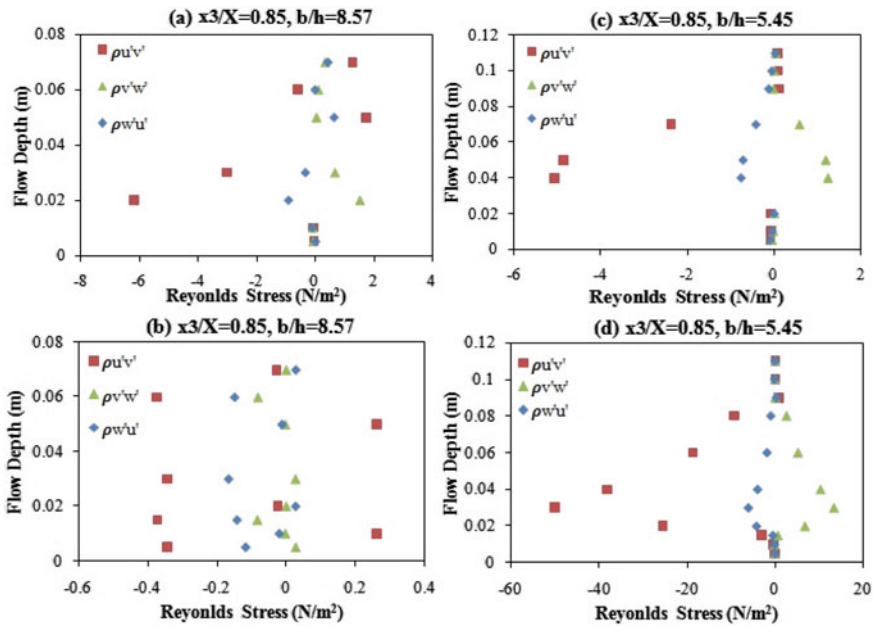 (a) x3/X=0.85, b/h=8.57
0.08
0.06
0.04
0.02
0
Flow Depth (m)
ρu'v'
ρv'w'
ρw'u'
-8 -6 -4 -2 0 2 4
Reyonlds Stress (N/m²)
(c) x3/X=0.85, b/h=5.45
0.12
0.1
0.08
0.06
0.04
0.02
0
Flow Depth (m)
ρu'v'
ρv'w'
ρw'u'
-6 -4 -2 0 2
Reyonlds Stress (N/m²)
(b) x3/X=0.85, b/h=8.57
0.08
0.06
0.04
0.02
0
Flow Depth (m)
ρu'v'
ρv'w'
ρw'u'
-0.6 -0.4 -0.2 0 0.2 0.4
Reyonlds Stress (N/m²)
(d) x3/X=0.85, b/h=5.45
0.12
0.1
0.08
0.06
0.04
0.02
0
Flow Depth (m)
ρu'v'
ρv'w'
ρw'u'
-60 -40 -20 0 20
Reyonlds Stress (N/m²)